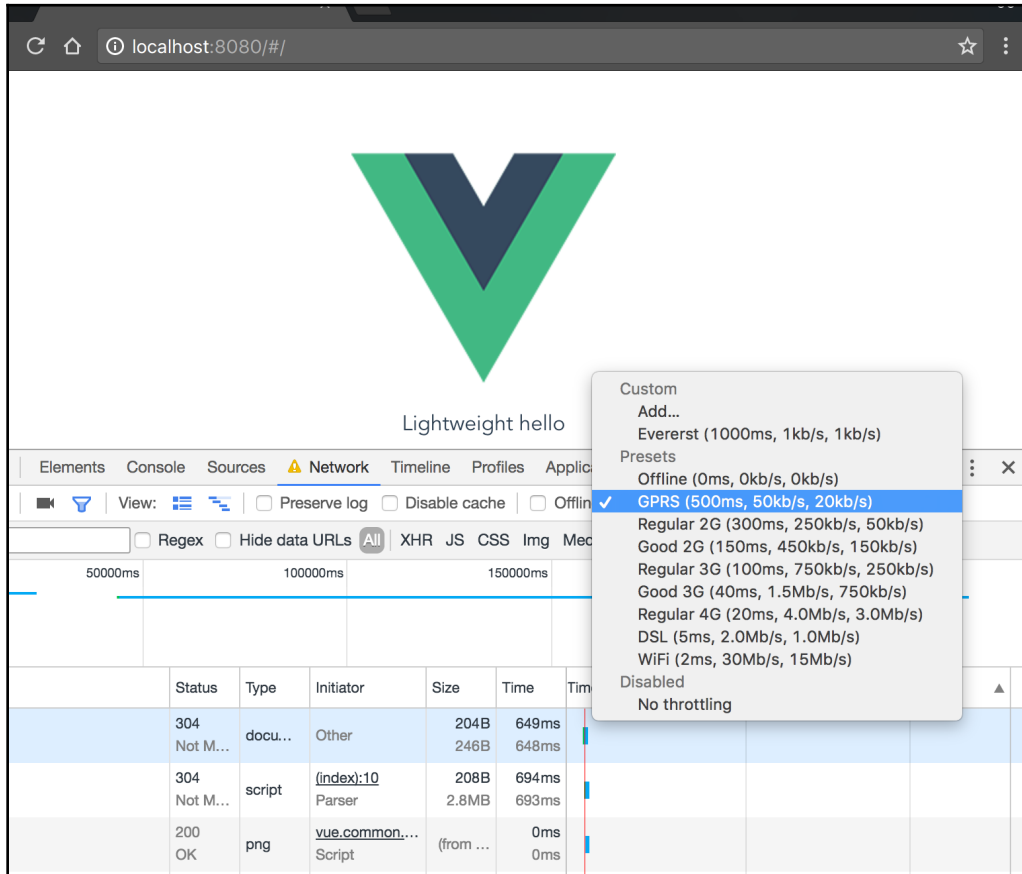 localhost:8080/#/
Lightweight hello
Custom
Add...
Evererst (1000ms, 1kb/s, 1kb/s)
Presets
Offline (0ms, 0kb/s, 0kb/s)
GPRS (500ms, 50kb/s, 20kb/s)
Regular 2G (300ms, 250kb/s, 50kb/s)
Good 2G (150ms, 450kb/s, 150kb/s)
Regular 3G (100ms, 750kb/s, 250kb/s)
Good 3G (40ms, 1.5Mb/s, 750kb/s)
Regular 4G (20ms, 4.0Mb/s, 3.0Mb/s)
DSL (5ms, 2.0Mb/s, 1.0Mb/s)
WiFi (2ms, 30Mb/s, 15Mb/s)
Disabled
No throttling
Elements Console Sources Network Timeline Profiles Applica
View: Preserve log Disable cache Offlin
Regex Hide data URLs All XHR JS CSS Img Med
50000ms 100000ms 150000ms
Status Type Initiator Size Time Tim
304 docu... Other 204B 649ms
Not M... 246B 648ms
304 script (index):10 208B 694ms
Not M... Parser 2.8MB 693ms
200 png vue.common.... (from ... 0ms
OK Script 0ms